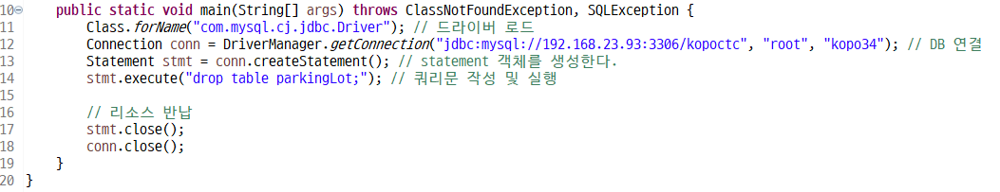 10 public static void main(String[] args) throws ClassNotFoundException, SQLException {
11 Class.forName("com.mysql.cj.jdbc.Driver"); // 드라이버 로드
12 Connection conn = DriverManager.getConnection("jdbc:mysql://192.168.23.93:3306/kopoctc", "root", "kopo34"); // DB 연결
13 Statement stmt = conn.createStatement(); // statement 객체를 생성한다.
14 stmt.execute("drop table parkingLot;"); // 쿼리문 작성 및 실행
15
16 // 리소스 반납
17 stmt.close();
18 conn.close();
19 }
20 }